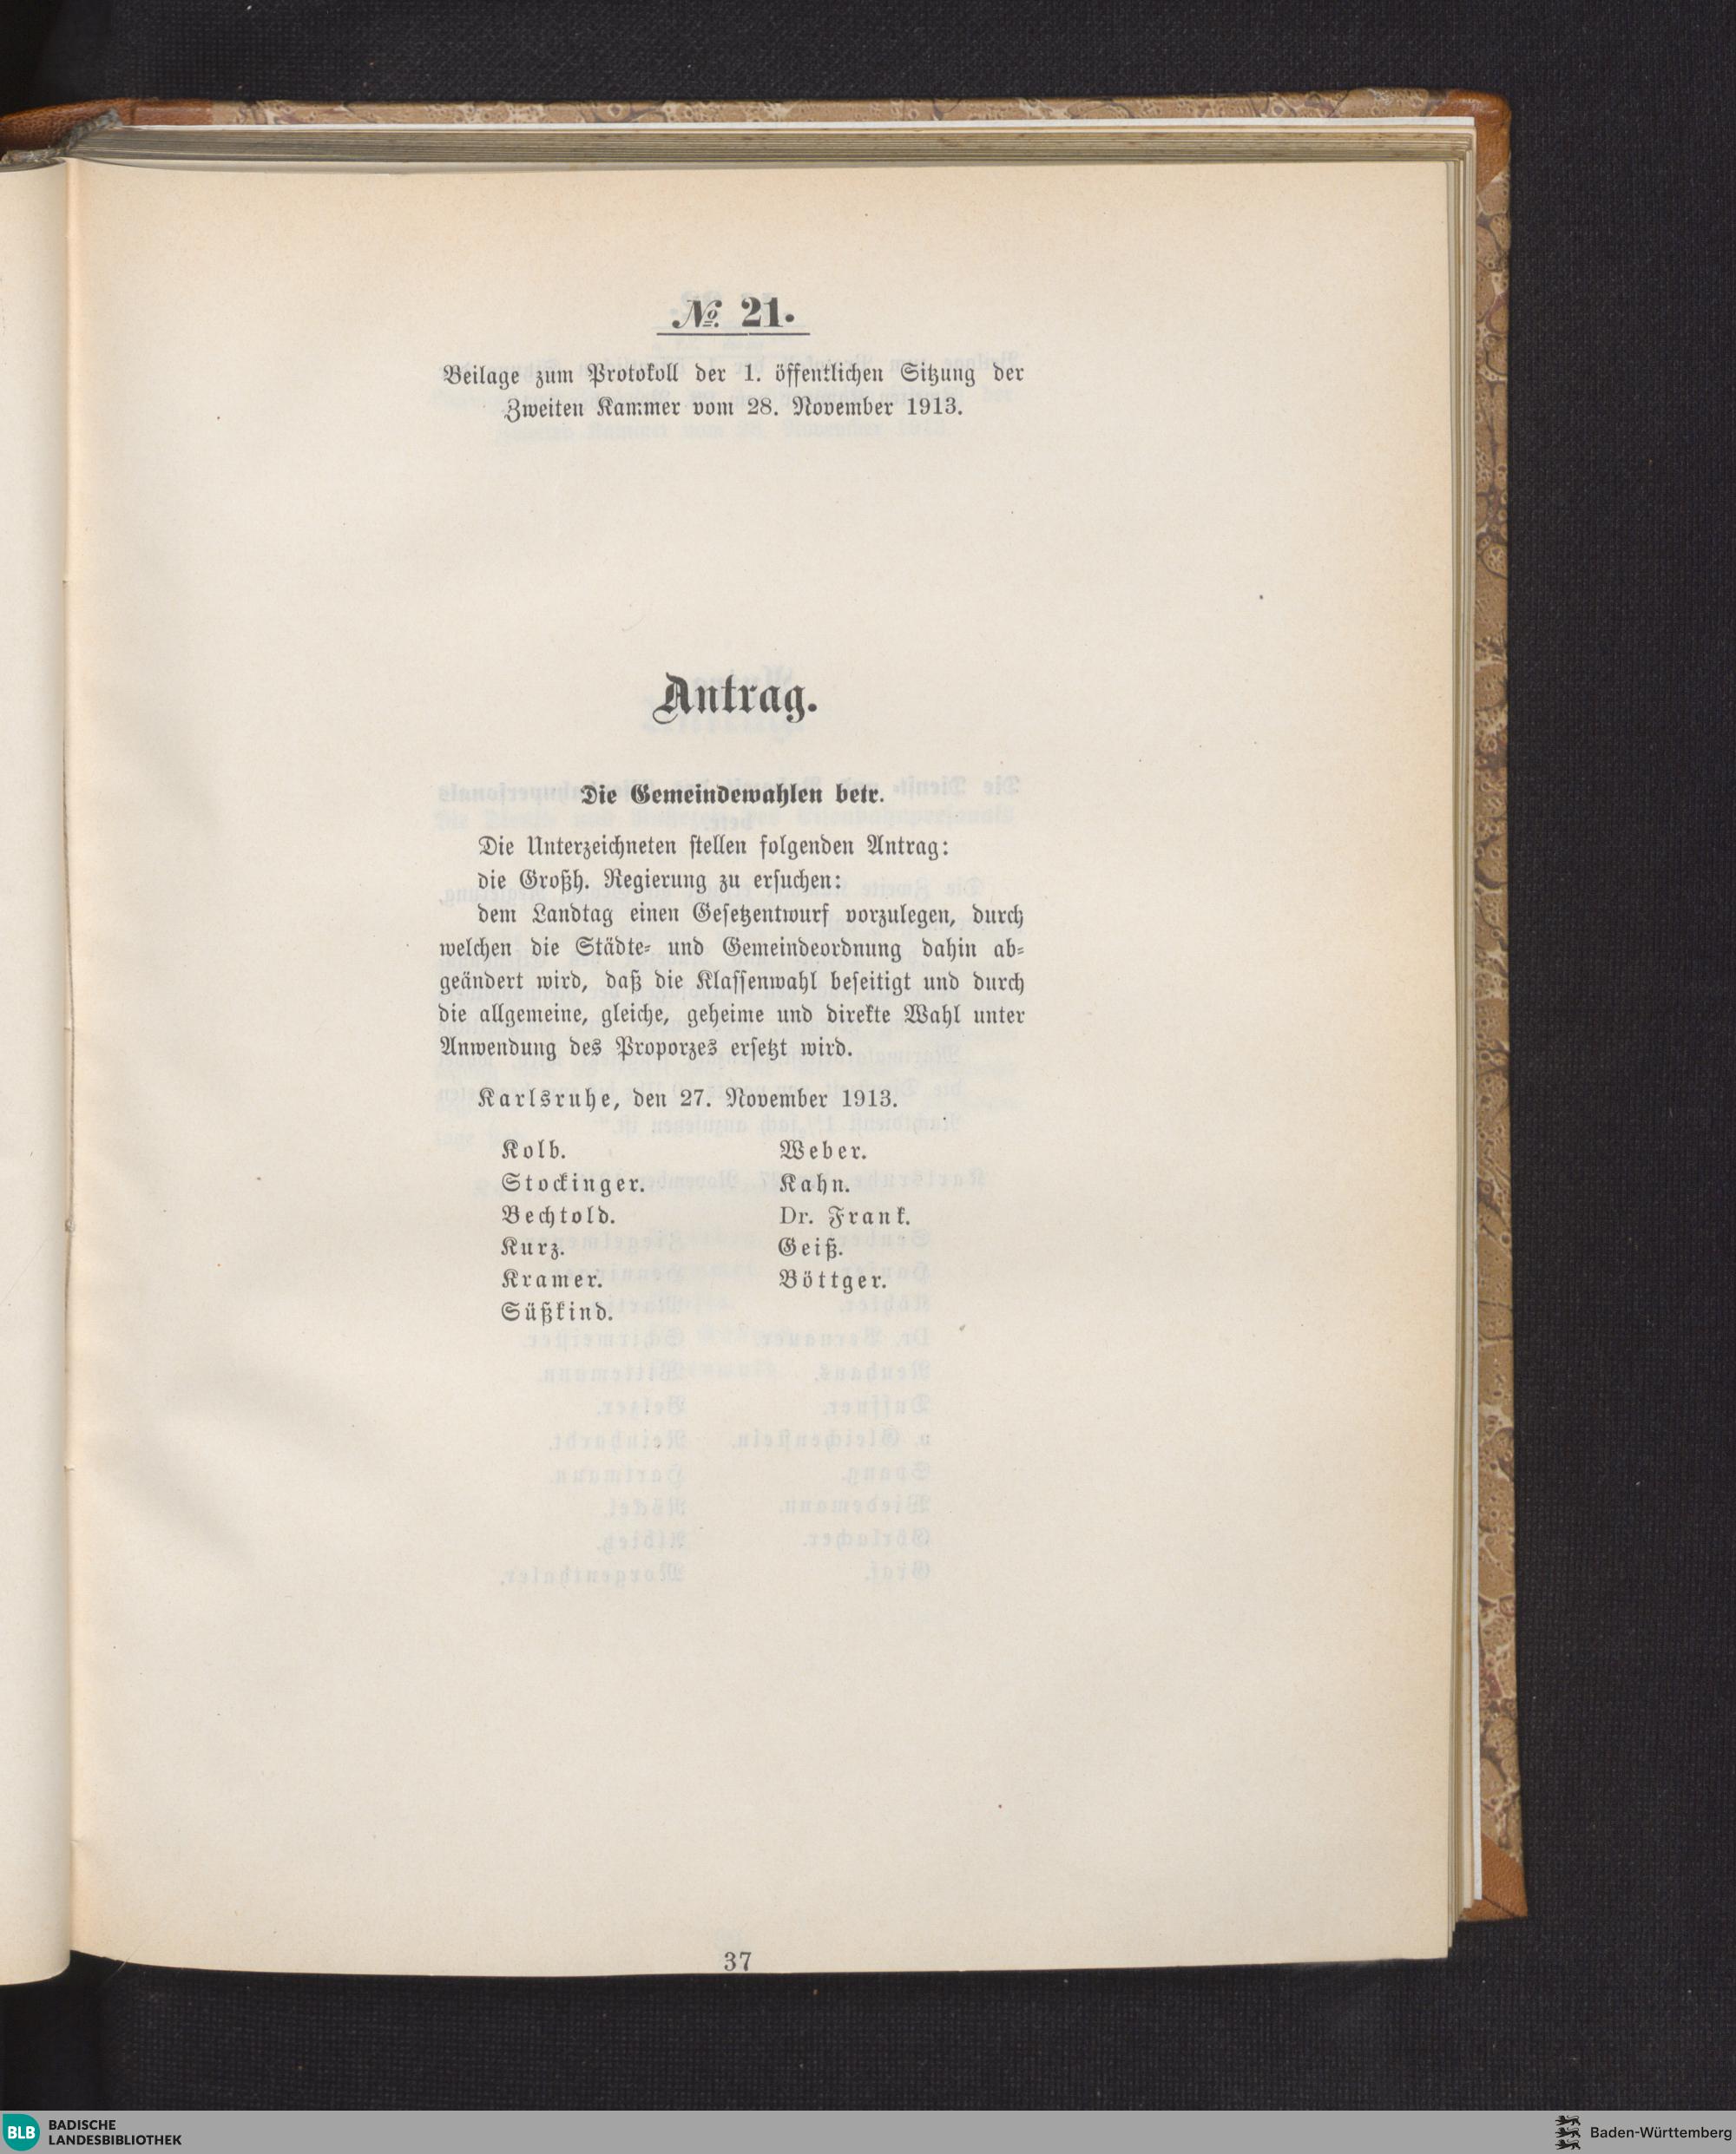 № 21.
Beilage zum Protokoll der 1. öffentlichen Sitzung der
Zweiten Kammer vom 28. November 1913.
Antrag.
Die Gemeindewahlen betr.
Die Unterzeichneten stellen folgenden Antrag:
die Großh. Regierung zu ersuchen:
dem Landtag einen Gesetzentwurf vorzulegen, durch
welchen die Städte- und Gemeindeordnung dahin ab-
geändert wird, daß die Klassenwahl beseitigt und durch
die allgemeine, gleiche, geheime und direkte Wahl unter
Anwendung des Proporzes ersetzt wird.
Karlsruhe, den 27. November 1913.
Kolb.
Stockinger.
Bechtold.
Kurz.
Kramer.
Süßkind.
Weber.
Kahn.
Dr. Frank.
Geiß.
Böttger.
37
BLB BADISCHE
LANDESBIBLIOTHEK
Baden-Württemberg